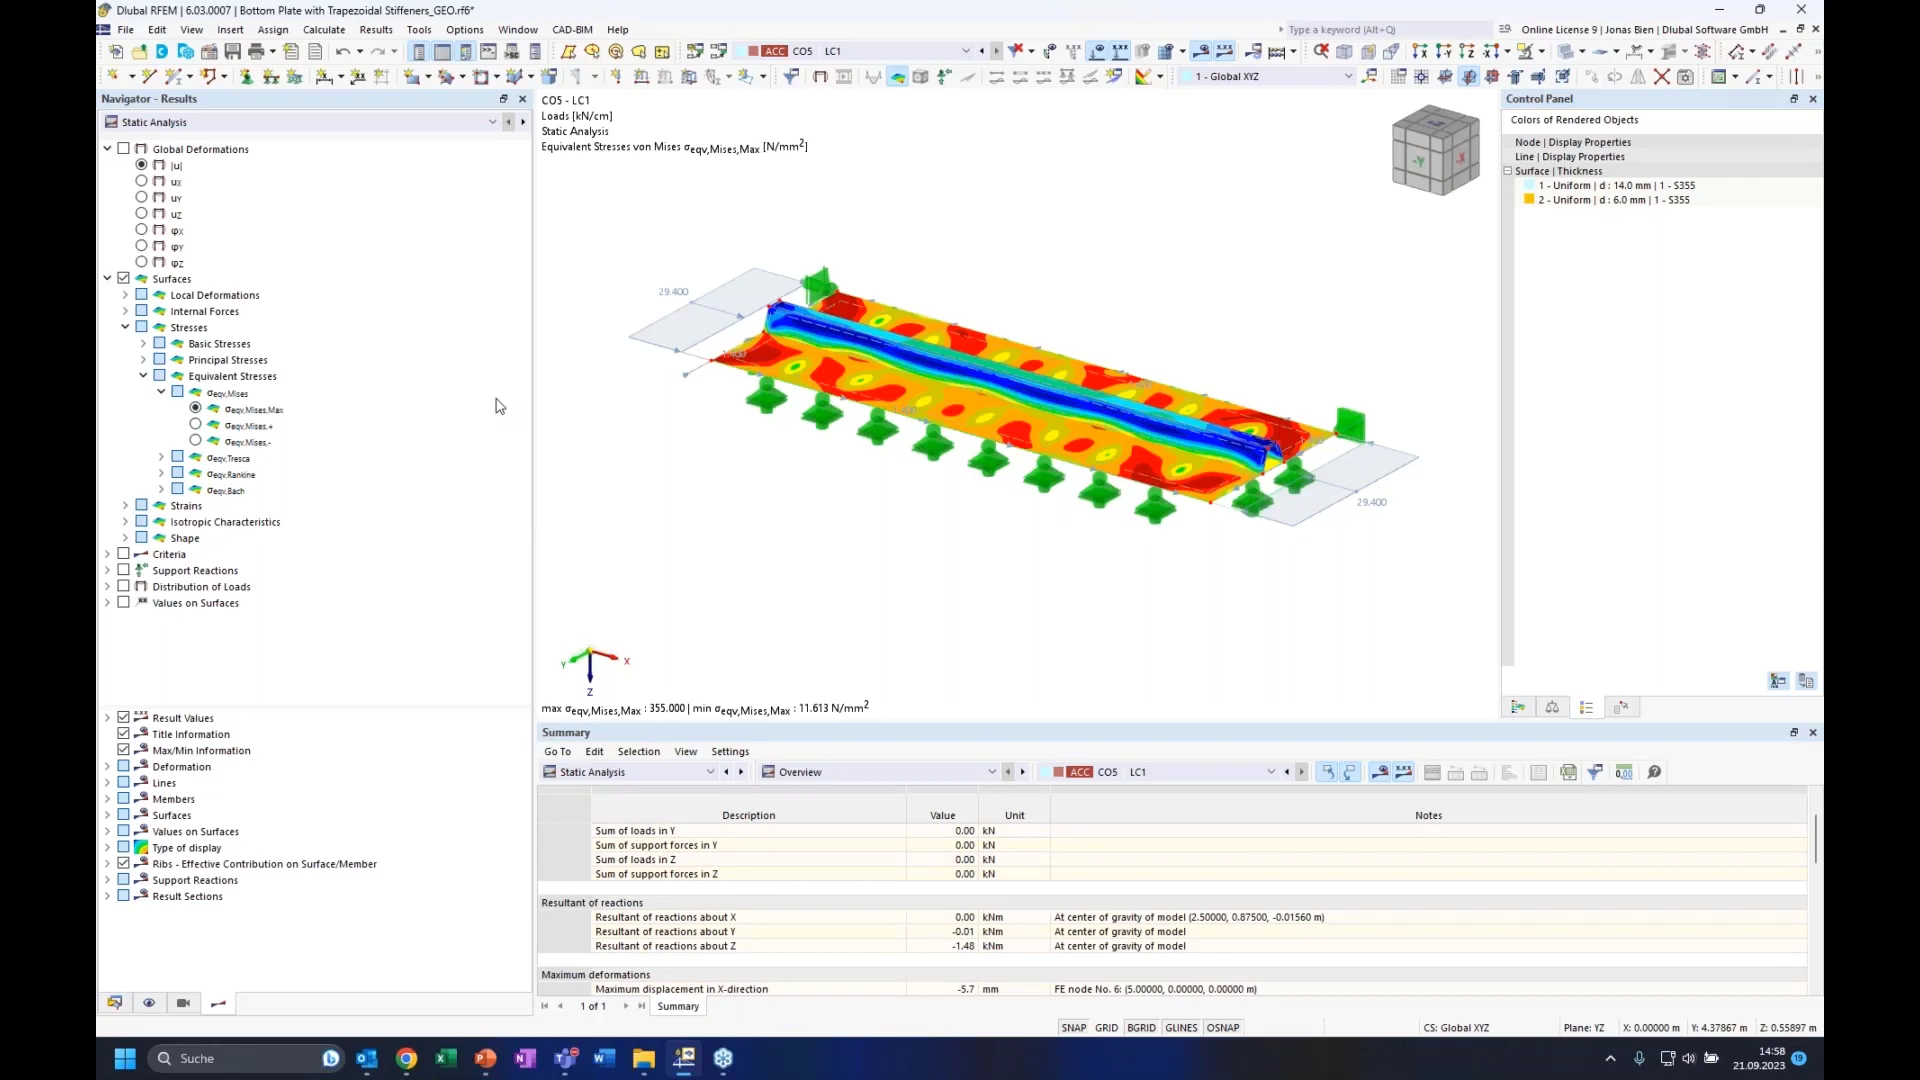 Dlubal RFEM | 6.03.0007 | Bottom Plate with Trapezoidal Stiffeners_GEO.rf6*
File Edit View Insert Assign Calculate Results Tools Options Window CAD-BIM Help
Type a keyword (Alt+Q)
Online License 9 | Jonas Bien | Dlubal Software GmbH
ACC CO5 LC1
1 - Global XYZ
Navigator - Results
Static Analysis
Global Deformations
|u|
uX
uY
uZ
φX
φY
φZ
Surfaces
Local Deformations
Internal Forces
Stresses
Basic Stresses
Principal Stresses
Equivalent Stresses
σeqv,Mises
σeqv,Mises,Max
σeqv,Mises,+
σeqv,Mises,-
σeqv,Tresca
σeqv,Rankine
σeqv,Bach
Strains
Isotropic Characteristics
Shape
Criteria
Support Reactions
Distribution of Loads
Values on Surfaces
Result Values
Title Information
Max/Min Information
Deformation
Lines
Members
Surfaces
Values on Surfaces
Type of display
Ribs - Effective Contribution on Surface/Member
Support Reactions
Result Sections
CO5 - LC1
Loads [kN/cm]
Static Analysis
Equivalent Stresses von Mises σeqv,Mises,Max [N/mm²]
-Y
-X
29.400
1.400
29.400
Y X
Z
max σeqv,Mises,Max : 355.000 | min σeqv,Mises,Max : 11.613 N/mm²
Control Panel
Colors of Rendered Objects
Node | Display Properties
Line | Display Properties
Surface | Thickness
1 - Uniform | d : 14.0 mm | 1 - S355
2 - Uniform | d : 6.0 mm | 1 - S355
Summary
Go To Edit Selection View Settings
Static Analysis Overview ACC CO5 LC1
Description Value Unit Notes
Sum of loads in Y 0.00 kN
Sum of support forces in Y 0.00 kN
Sum of loads in Z 0.00 kN
Sum of support forces in Z 0.00 kN
Resultant of reactions
Resultant of reactions about X 0.00 kNm At center of gravity of model (2.50000, 0.87500, -0.01560 m)
Resultant of reactions about Y -0.01 kNm At center of gravity of model
Resultant of reactions about Z -1.48 kNm At center of gravity of model
Maximum deformations
Maximum displacement in X-direction -5.7 mm FE node No. 6: (5.00000, 0.00000, 0.00000 m)
1 of 1 Summary
SNAP GRID BGRID GLINES OSNAP
CS: Global XYZ Plane: YZ X: 0.00000 m Y: 4.37867 m Z: 0.55897 m
Suche
14:58
21.09.2023
19